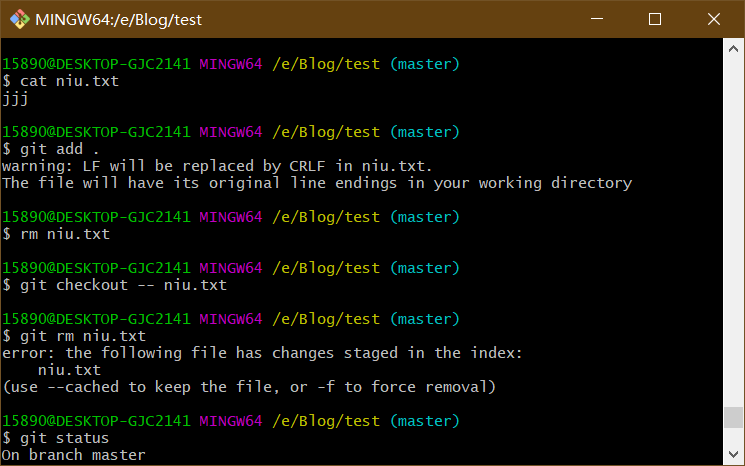 MINGW64:/e/Blog/test
15890@DESKTOP-GJC2141 MINGW64 /e/Blog/test (master)
$ cat niu.txt
jjj
15890@DESKTOP-GJC2141 MINGW64 /e/Blog/test (master)
$ git add .
warning: LF will be replaced by CRLF in niu.txt.
The file will have its original line endings in your working directory
15890@DESKTOP-GJC2141 MINGW64 /e/Blog/test (master)
$ rm niu.txt
15890@DESKTOP-GJC2141 MINGW64 /e/Blog/test (master)
$ git checkout -- niu.txt
15890@DESKTOP-GJC2141 MINGW64 /e/Blog/test (master)
$ git rm niu.txt
error: the following file has changes staged in the index:
    niu.txt
(use --cached to keep the file, or -f to force removal)
15890@DESKTOP-GJC2141 MINGW64 /e/Blog/test (master)
$ git status
On branch master